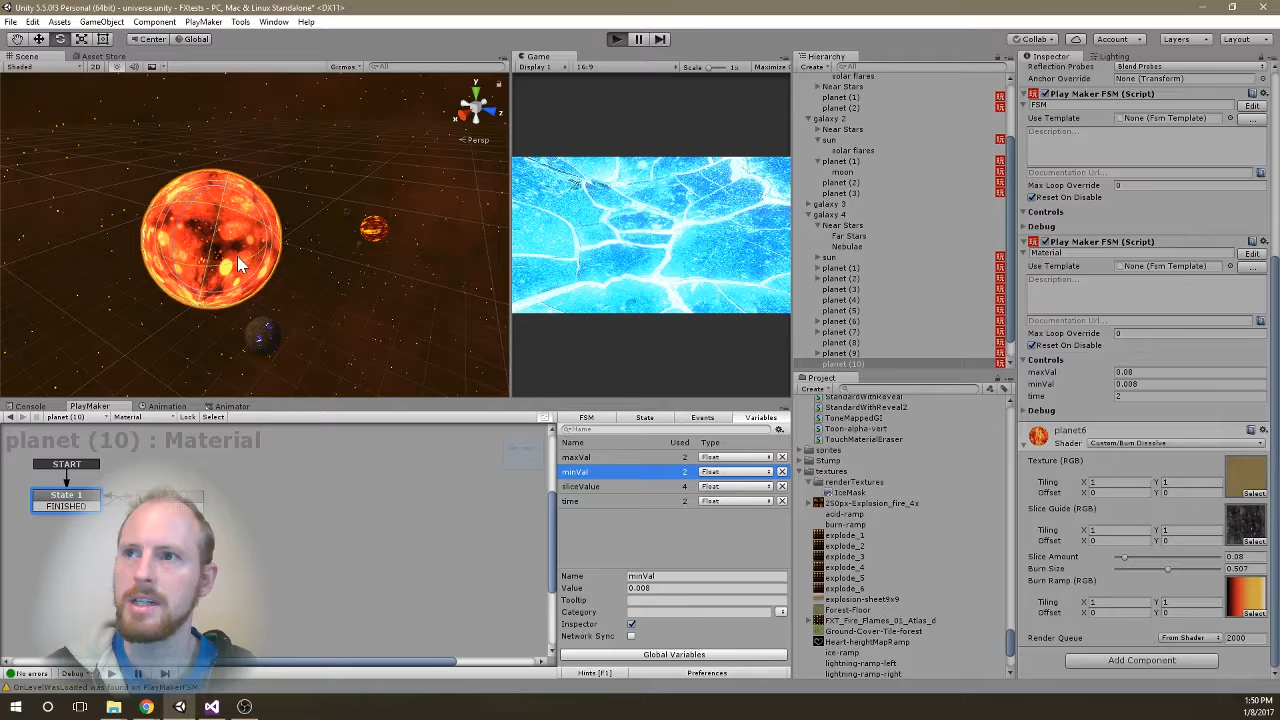 Unity 5.5.0f3 Personal (64bit) - universe.unity - FXtests - PC, Mac & Linux Standalone* <DX11>
File Edit Assets GameObject Component PlayMaker Tools Window Help
Center Global Collab Account Layers Layout
Scene Asset Store
Shaded 2D Gizmos All
y
x
z
Persp
Game
Display 1 16:9 Scale 1x Maximize
Hierarchy
Create All
solar flares
Near Stars
planet (1)
planet (2)
galaxy 2
Near Stars
sun
solar flares
planet (1)
moon
planet (2)
planet (3)
galaxy 3
galaxy 4
Near Stars
Far Stars
Nebulae
sun
planet (1)
planet (2)
planet (3)
planet (4)
planet (5)
planet (6)
planet (7)
planet (8)
planet (9)
planet (10)
Project
Create
StandardWithReveal
StandardWithReveal2
ToneMappedGI
Toon-alpha-vert
TouchMaterialEraser
sprites
Stump
textures
renderTextures
IceMask
250px-Explosion_fire_4x
acid-ramp
burn-ramp
explode_1
explode_2
explode_3
explode_4
explode_5
explode_6
explosion-sheet9x9
Forest-Floor
FXT_Fire_Flames_01_Atlas_d
Ground-Cover-Tile-forest
Heart-heightMapRamp
ice-ramp
lightning-ramp-left
lightning-ramp-right
Inspector Lighting
Reflection Probes Blend Probes
Anchor Override None (Transform)
Play Maker FSM (Script)
FSM Edit
Use Template None (Fsm Template) ...
Description...
Documentation Url...
Max Loop Override 0
Reset On Disable
Controls
Debug
Play Maker FSM (Script)
Material Edit
Use Template None (Fsm Template) ...
Description...
Documentation Url...
Max Loop Override 0
Reset On Disable
Controls
maxVal 0.08
minVal 0.008
time 2
Debug
planet6
Shader Custom/Burn Dissolve
Texture (RGB)
Tiling X 1 Y 1
Offset X 0 Y 0 Select
Slice Guide (RGB)
Tiling X 1 Y 1
Offset X 0 Y 0 Select
Slice Amount 0.08
Burn Size 0.507
Burn Ramp (RGB)
Tiling X 1 Y 1
Offset X 0 Y 0 Select
Render Queue From Shader 2000
Add Component
Console PlayMaker Animation Animator
planet (10) Material Lock Select
planet (10) : Material
START
State 1
FINISHED
FSM State Events Variables
Name
Name Used Type
maxVal 2 Float
minVal 2 Float
sliceValue 4 Float
time 2 Float
Name minVal
Value 0.008
Tooltip
Category
Inspector
Network Sync
Global Variables
No errors Debug Hints [F1] Preferences
OnLevelWasLoaded was found on PlayMakerFSM
1:50 PM
1/8/2017